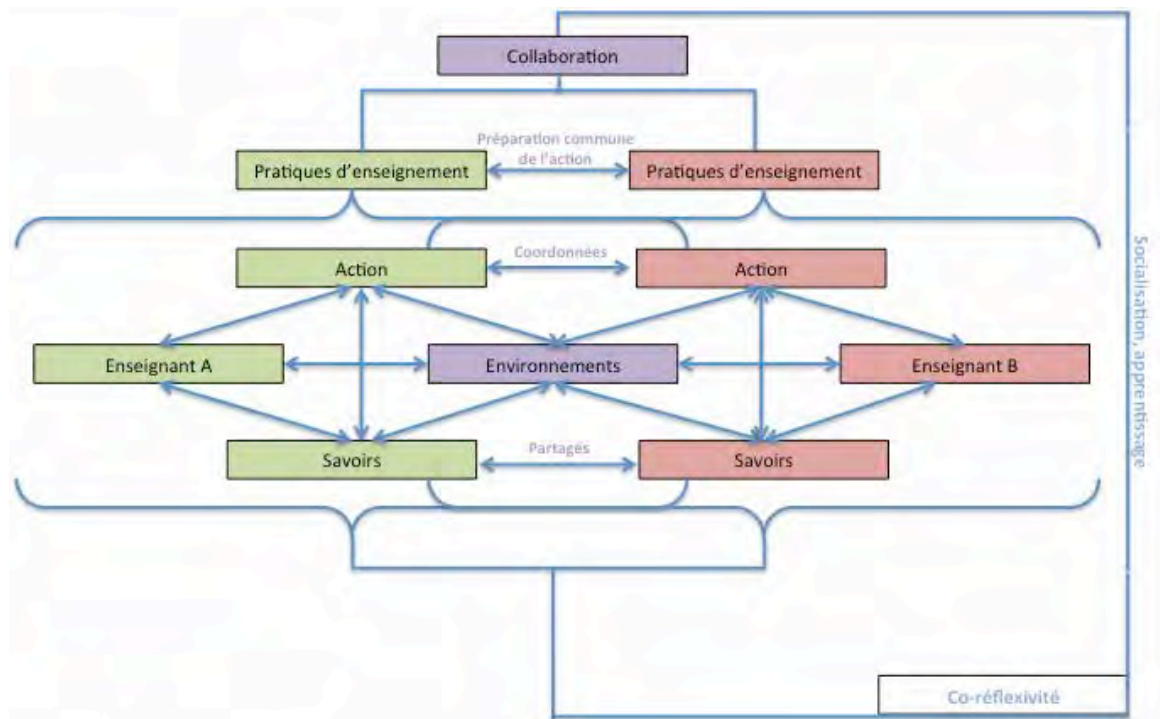 Collaboration
Préparation commune
de l'action
Pratiques d'enseignement
Pratiques d'enseignement
Coordonnées
Action
Action
Enseignant A
Environnements
Enseignant B
Socialisation, apprentissage
Partagés
Savoirs
Savoirs
Co-réflexivité